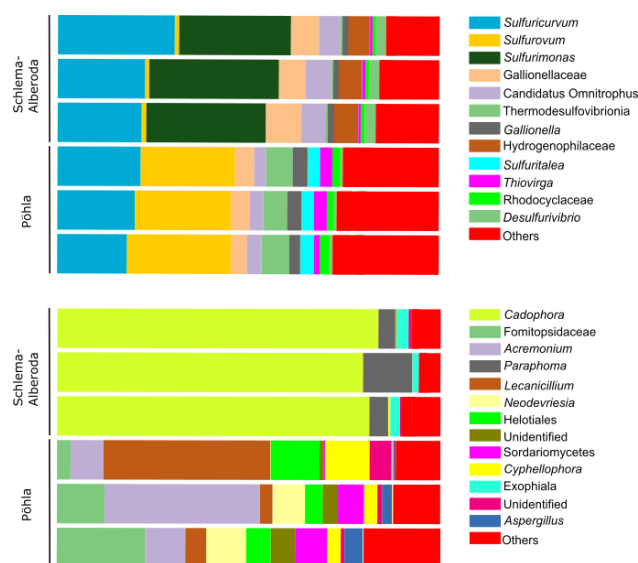 Schlema-
Alberoda
Pöhla
Sulfuricurvum
Sulfurovum
Sulfurimonas
Gallionellaceae
Candidatus Omnitrophus
Thermodesulfovibrionia
Gallionella
Hydrogenophilaceae
Sulfuritalea
Thiovirga
Rhodocyclaceae
Desulfurivibrio
Others
Schlema-
Alberoda
Pöhla
Cadophora
Fomitopsidaceae
Acremonium
Paraphoma
Lecanicillium
Neodevriesia
Helotiales
Unidentified
Sordariomycetes
Cyphellophora
Exophiala
Unidentified
Aspergillus
Others